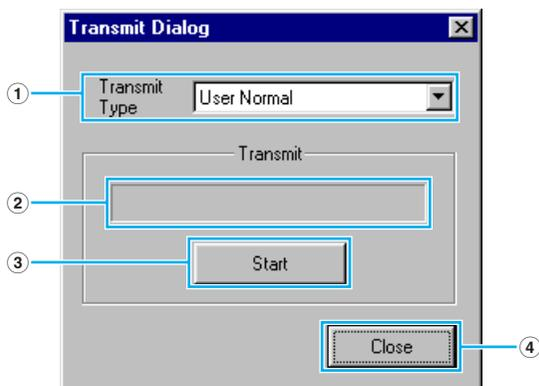 Transmit Dialog
① Transmit Type User Normal
Transmit
②
③ Start
Close ④